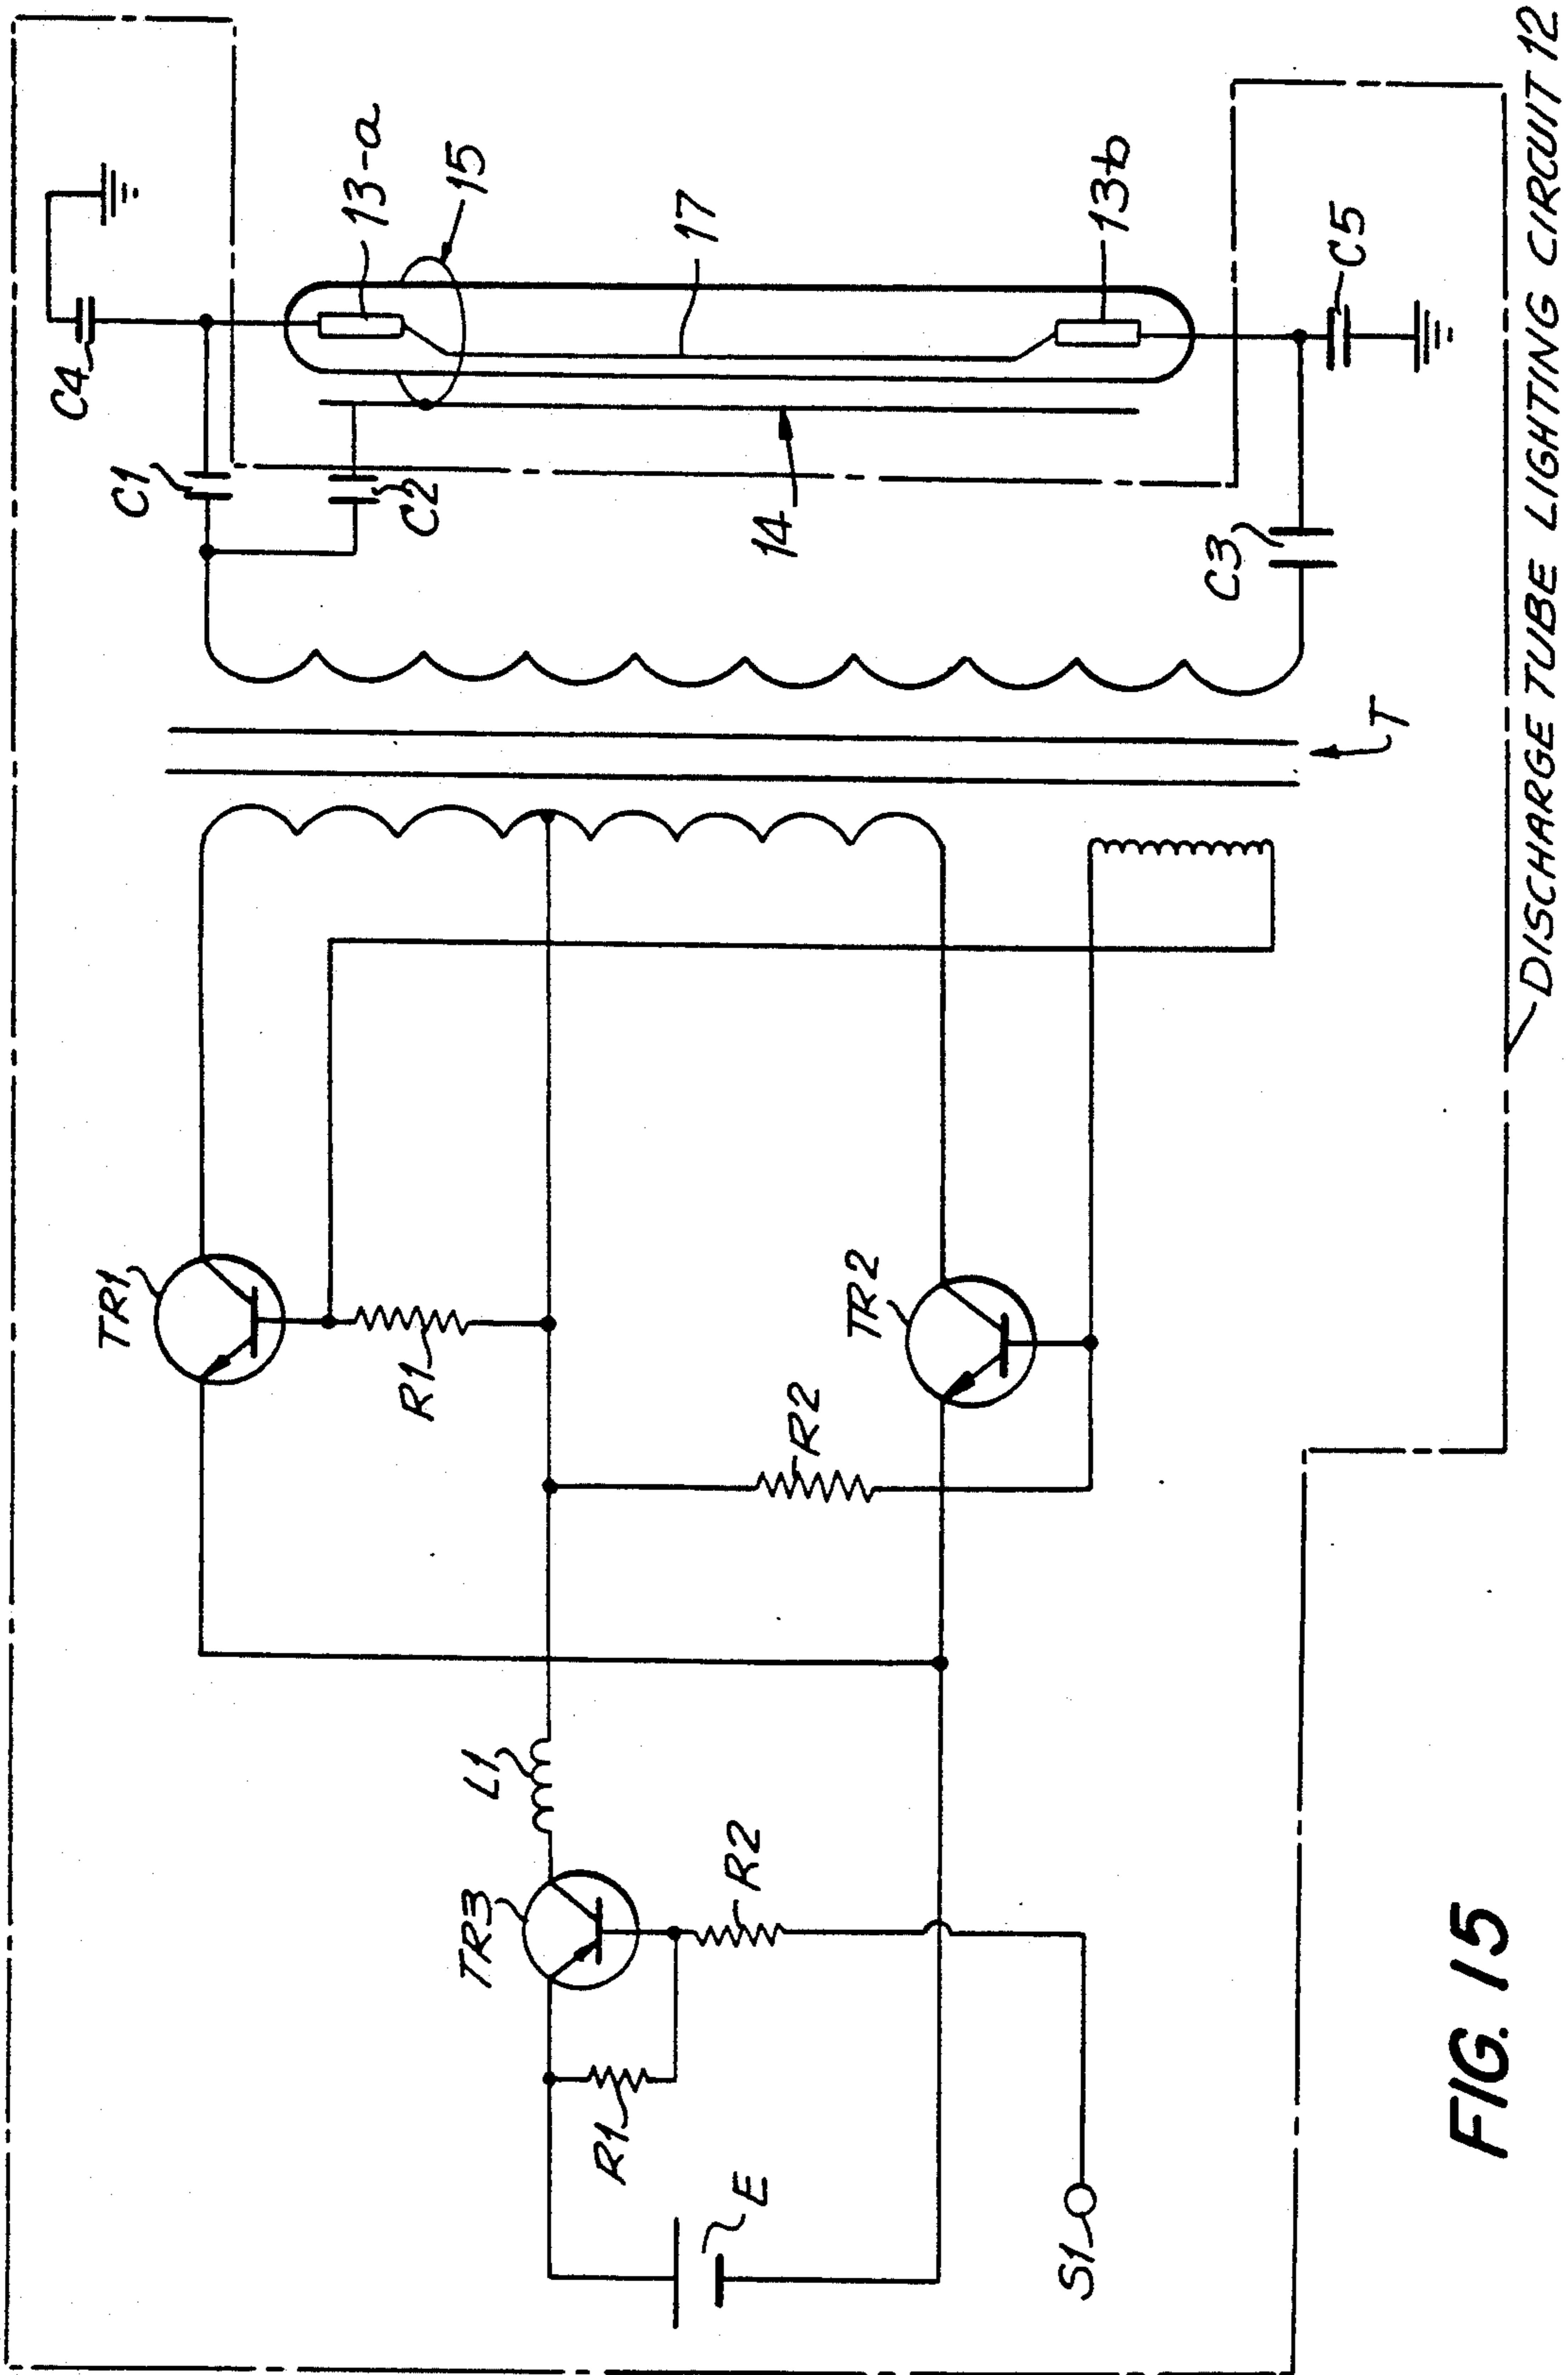 C4
13-a
15
C1
C2
17
14
13b
C3
C5
T
TR1
R1
TR2
R2
L1
TR3
R2
R1
E
S1
DISCHARGE TUBE LIGHTING CIRCUIT 12
FIG. 15